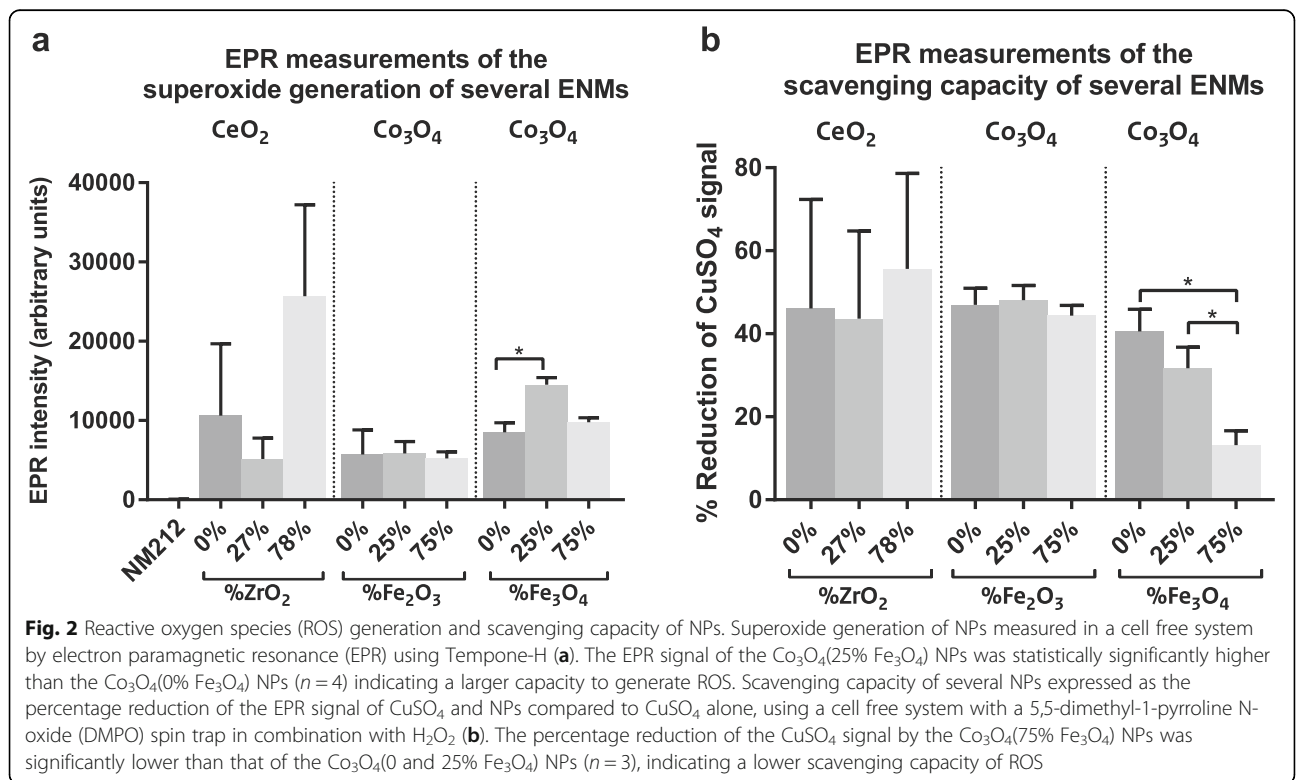 a
EPR measurements of the
superoxide generation of several ENMs
CeO₂ Co₃O₄ Co₃O₄
EPR intensity (arbitrary units)
40000
30000
20000
10000
0
*
NM212 0% 27% 78% 0% 25% 75% 0% 25% 75%
%ZrO₂ %Fe₂O₃ %Fe₃O₄
b
EPR measurements of the
scavenging capacity of several ENMs
CeO₂ Co₃O₄ Co₃O₄
% Reduction of CuSO₄ signal
80
60
40
20
0
*
*
0% 27% 78% 0% 25% 75% 0% 25% 75%
%ZrO₂ %Fe₂O₃ %Fe₃O₄
Fig. 2 Reactive oxygen species (ROS) generation and scavenging capacity of NPs. Superoxide generation of NPs measured in a cell free system
by electron paramagnetic resonance (EPR) using Tempone-H (a). The EPR signal of the Co₃O₄(25% Fe₃O₄) NPs was statistically significantly higher
than the Co₃O₄(0% Fe₃O₄) NPs (n = 4) indicating a larger capacity to generate ROS. Scavenging capacity of several NPs expressed as the
percentage reduction of the EPR signal of CuSO₄ and NPs compared to CuSO₄ alone, using a cell free system with a 5,5-dimethyl-1-pyrroline N-
oxide (DMPO) spin trap in combination with H₂O₂ (b). The percentage reduction of the CuSO₄ signal by the Co₃O₄(75% Fe₃O₄) NPs was
significantly lower than that of the Co₃O₄(0 and 25% Fe₃O₄) NPs (n = 3), indicating a lower scavenging capacity of ROS